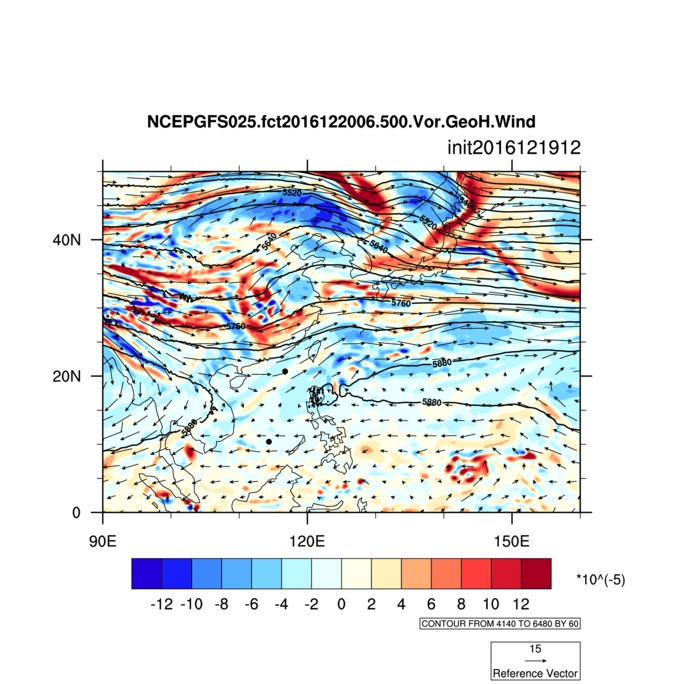 NCEPGFS025.fct2016122006.500.Vor.GeoH.Wind
init2016121912
5520
5520
5640
5640
40N
5760
5760
5880
20N
5880
5880
0
90E 120E 150E
-12 -10 -8 -6 -4 -2 0 2 4 6 8 10 12
*10^(-5)
CONTOUR FROM 4140 TO 6480 BY 60
15
Reference Vector